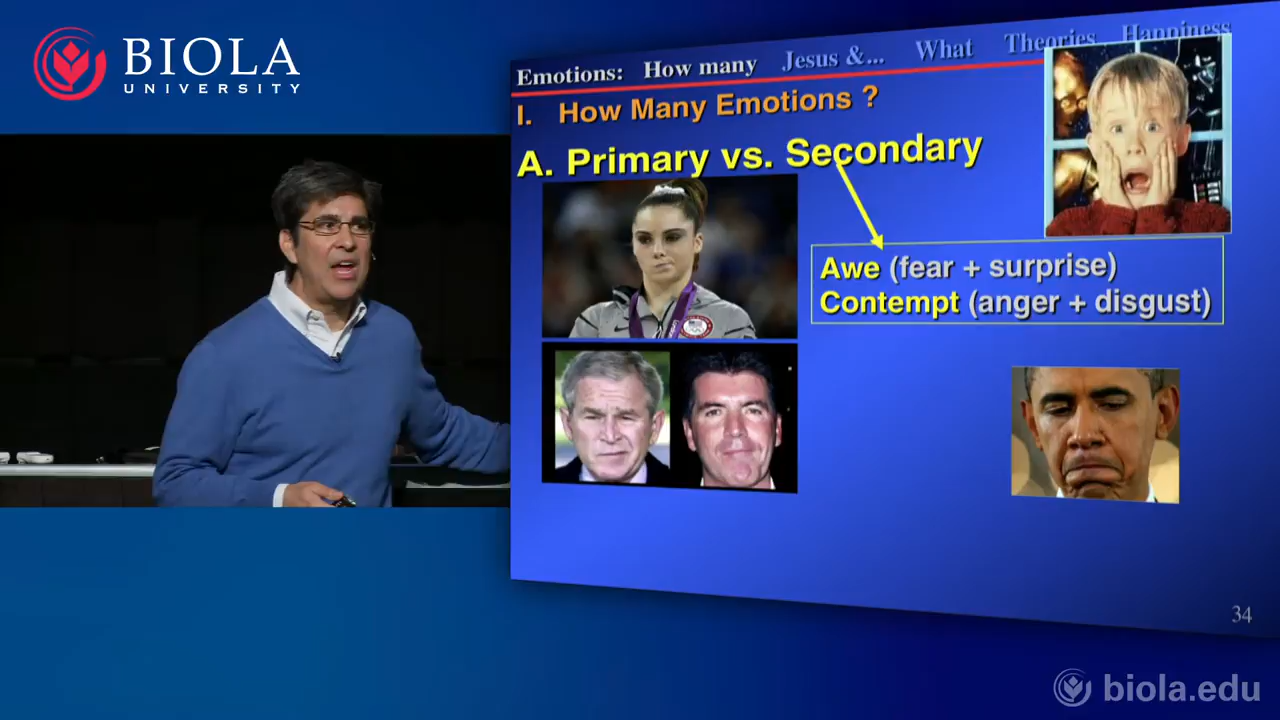 BIOLA
UNIVERSITY
Emotions: How many Jesus &... What Theories Happiness
I. How Many Emotions ?
A. Primary vs. Secondary
Awe (fear + surprise)
Contempt (anger + disgust)
34
biola.edu